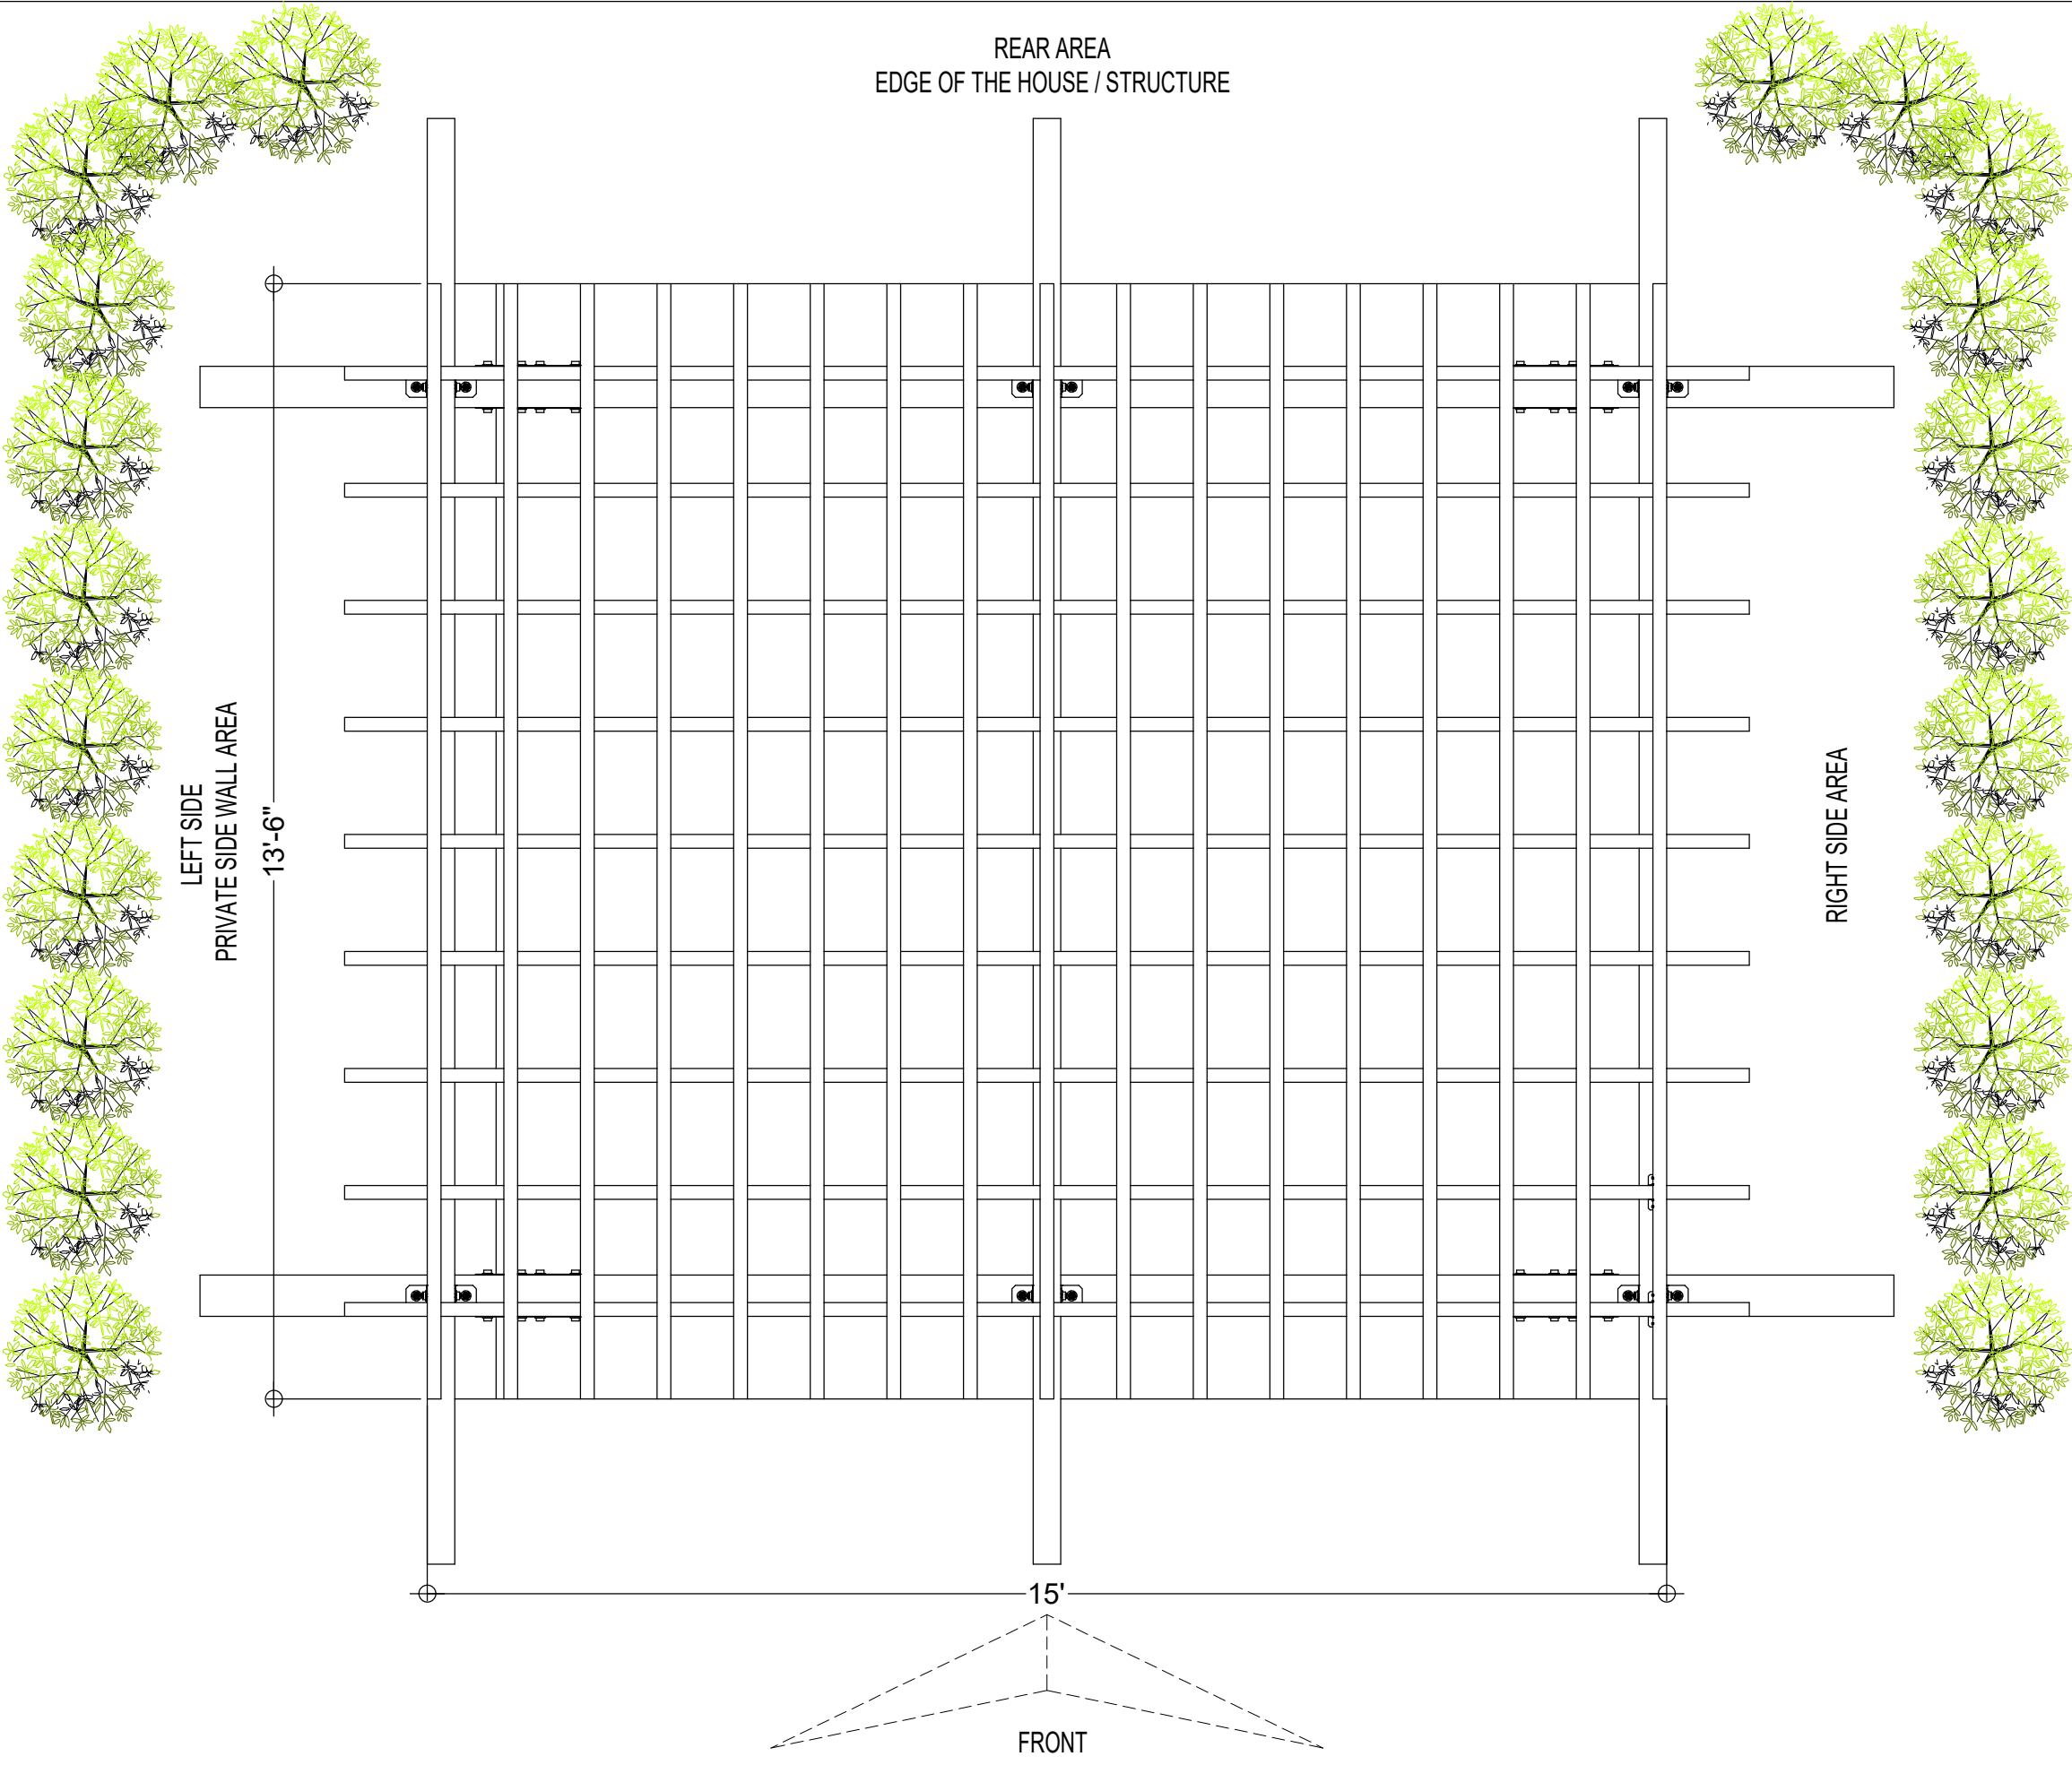 REAR AREA
EDGE OF THE HOUSE / STRUCTURE
LEFT SIDE
PRIVATE SIDE WALL AREA
13'-6"
RIGHT SIDE AREA
15'
FRONT